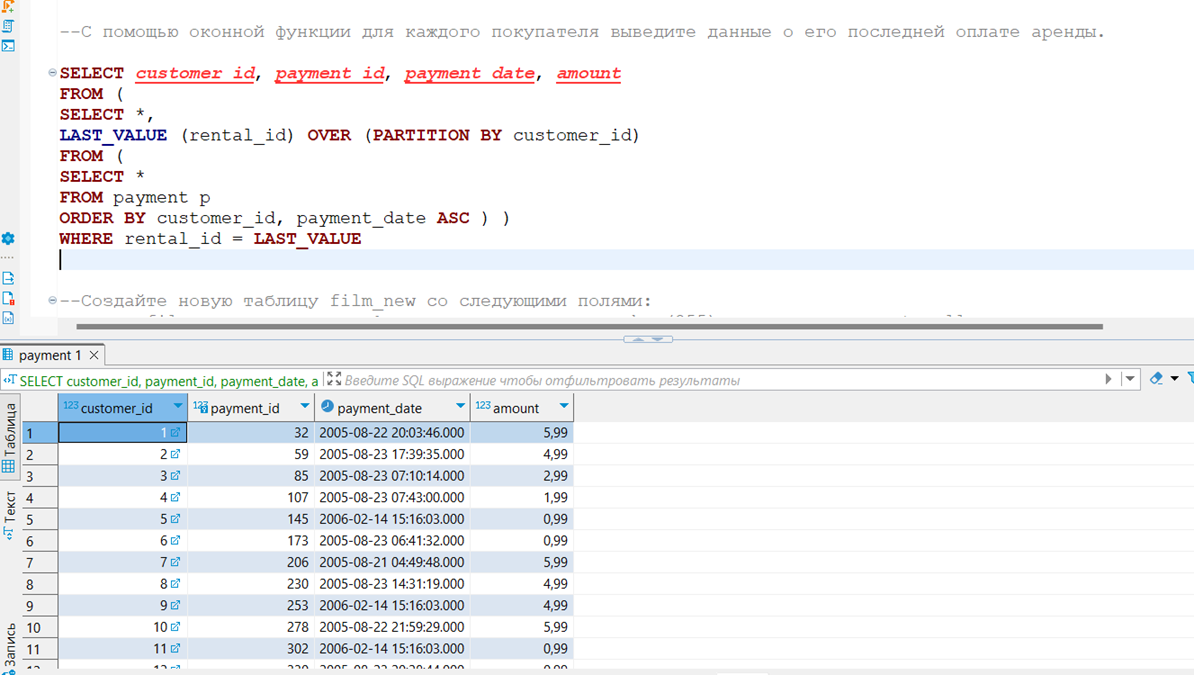 --С помощью оконной функции для каждого покупателя выведите данные о его последней оплате аренды.
SELECT customer_id, payment_id, payment_date, amount
FROM (
SELECT *,
LAST_VALUE (rental_id) OVER (PARTITION BY customer_id)
FROM (
SELECT *
FROM payment p
ORDER BY customer_id, payment_date ASC ) )
WHERE rental_id = LAST_VALUE
--Создайте новую таблицу film_new со следующими полями:
payment 1
SELECT customer_id, payment_id, payment_date, a Введите SQL выражение чтобы отфильтровать результаты
Таблица
Текст
Запись
123 customer_id 123 payment_id payment_date 123 amount
1 1 32 2005-08-22 20:03:46.000 5,99
2 2 59 2005-08-23 17:39:35.000 4,99
3 3 85 2005-08-23 07:10:14.000 2,99
4 4 107 2005-08-23 07:43:00.000 1,99
5 5 145 2006-02-14 15:16:03.000 0,99
6 6 173 2005-08-23 06:41:32.000 0,99
7 7 206 2005-08-21 04:49:48.000 5,99
8 8 230 2005-08-23 14:31:19.000 4,99
9 9 253 2006-02-14 15:16:03.000 4,99
10 10 278 2005-08-22 21:59:29.000 5,99
11 11 302 2006-02-14 15:16:03.000 0,99